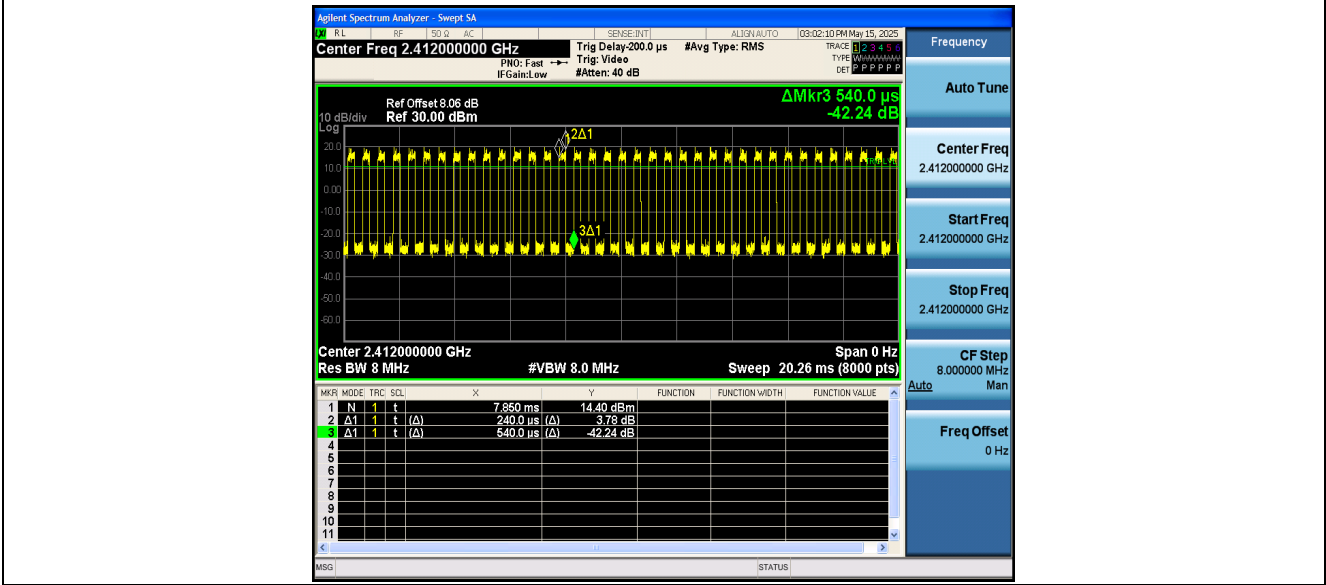 Agilent Spectrum Analyzer - Swept SA
LXI RL RF 50 Ω AC SENSE:INT ALIGN AUTO 03:02:10 PM May 15, 2025
Center Freq 2.412000000 GHz Trig Delay-200.0 µs #Avg Type: RMS TRACE 1 2 3 4 5 6
PNO: Fast Trig: Video TYPE W
IFGain:Low #Atten: 40 dB DET P P P P P P
Frequency
Auto Tune
Center Freq
2.412000000 GHz
Start Freq
2.412000000 GHz
Stop Freq
2.412000000 GHz
CF Step
8.000000 MHz
Auto Man
Freq Offset
0 Hz
ΔMkr3 540.0 µs
-42.24 dB
Ref Offset 8.06 dB
10 dB/div Ref 30.00 dBm
Log
20.0
10.0
0.00
-10.0
-20.0
-30.0
-40.0
-50.0
-60.0
2Δ1
3Δ1
Center 2.412000000 GHz Span 0 Hz
Res BW 8 MHz #VBW 8.0 MHz Sweep 20.26 ms (8000 pts)
MKR MODE TRC SCL X Y FUNCTION FUNCTION WIDTH FUNCTION VALUE
1 N 1 t 7.850 ms 14.40 dBm
2 Δ1 1 t (Δ) 240.0 µs (Δ) 3.78 dB
3 Δ1 1 t (Δ) 540.0 µs (Δ) -42.24 dB
4
5
6
7
8
9
10
11
MSG STATUS